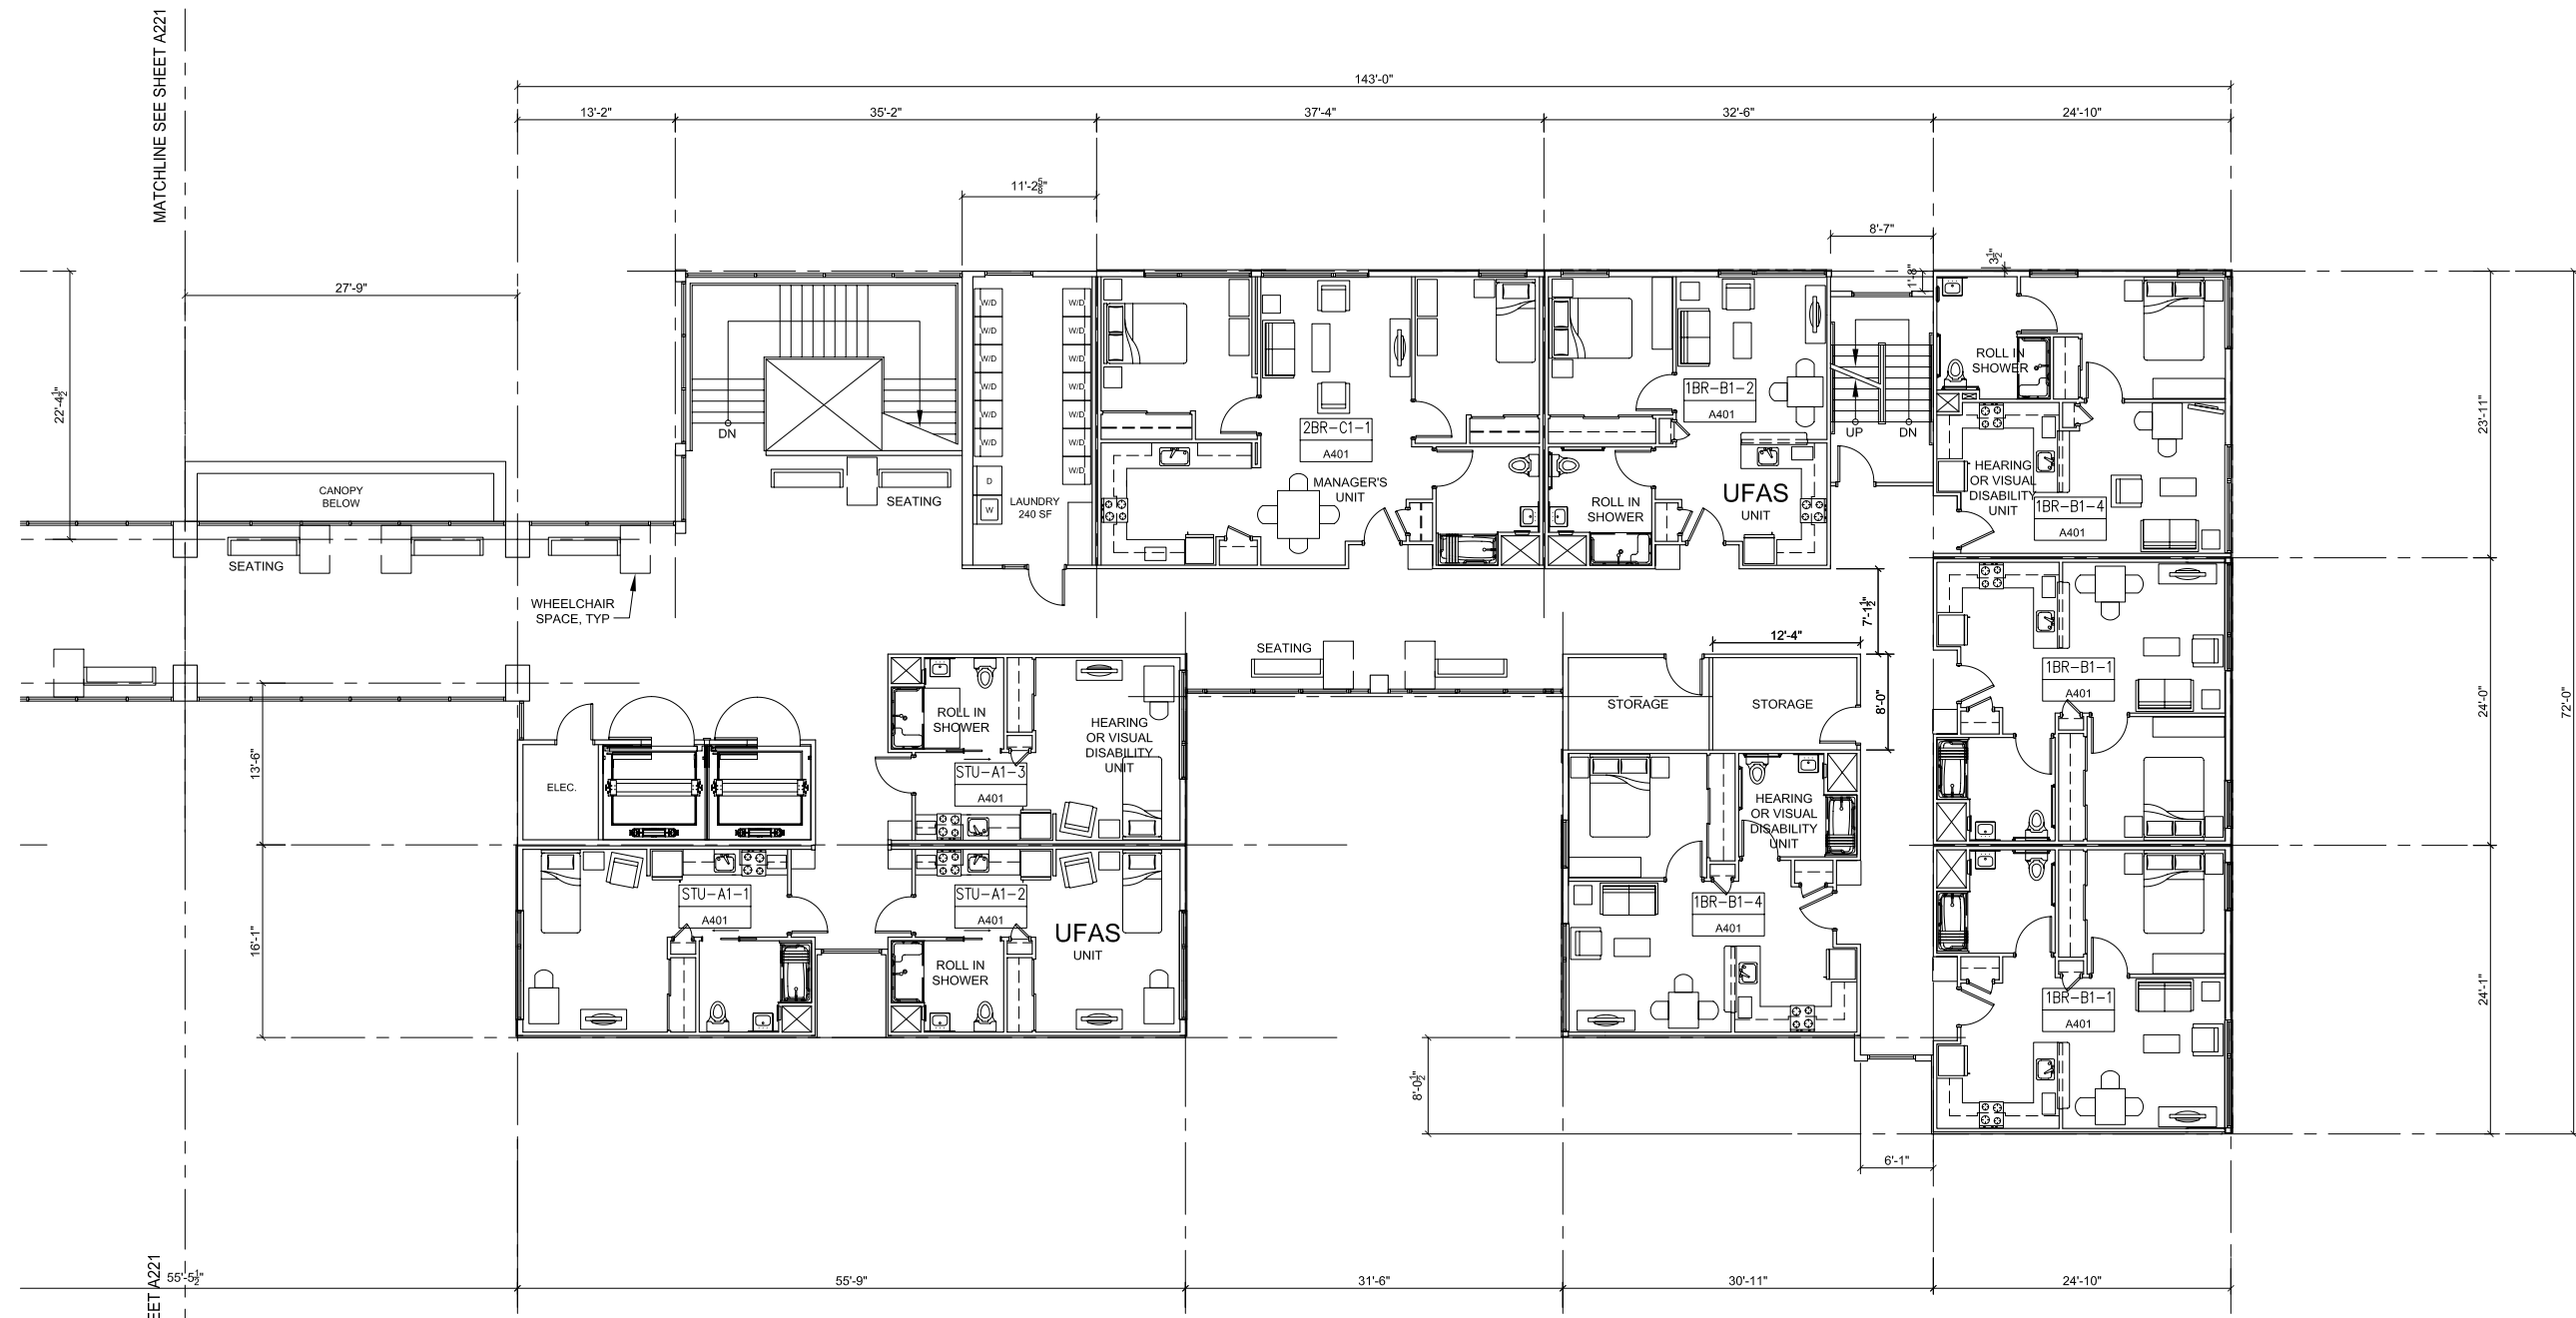 MATCHLINE SEE SHEET A221
143'-0"
13'-2"
35'-2"
37'-4"
32'-6"
24'-10"
11'-2⅝"
8'-7"
1'-8"
3½"
27'-9"
22'-4½"
CANOPY
BELOW
DN
SEATING
W/D
W/D
W/D
W/D
W/D
W/D
D
W
W/D
W/D
W/D
W/D
W/D
W/D
W/D
LAUNDRY
240 SF
2BR-C1-1
A401
MANAGER'S
UNIT
1BR-B1-2
A401
ROLL IN
SHOWER
UFAS
UNIT
UP
DN
ROLL IN
SHOWER
HEARING
OR VISUAL
DISABILITY
UNIT
1BR-B1-4
A401
23'-11"
SEATING
WHEELCHAIR
SPACE, TYP
7'-1½"
12'-4"
SEATING
STORAGE
STORAGE
8'-0"
1BR-B1-1
A401
24'-0"
72'-0"
13'-6"
ELEC.
ROLL IN
SHOWER
HEARING
OR VISUAL
DISABILITY
UNIT
STU-A1-3
A401
HEARING
OR VISUAL
DISABILITY
UNIT
16'-1"
STU-A1-1
A401
STU-A1-2
A401
UFAS
UNIT
ROLL IN
SHOWER
1BR-B1-4
A401
1BR-B1-1
A401
24'-1"
8'-0½"
6'-1"
EET A221
55'-5½"
55'-9"
31'-6"
30'-11"
24'-10"